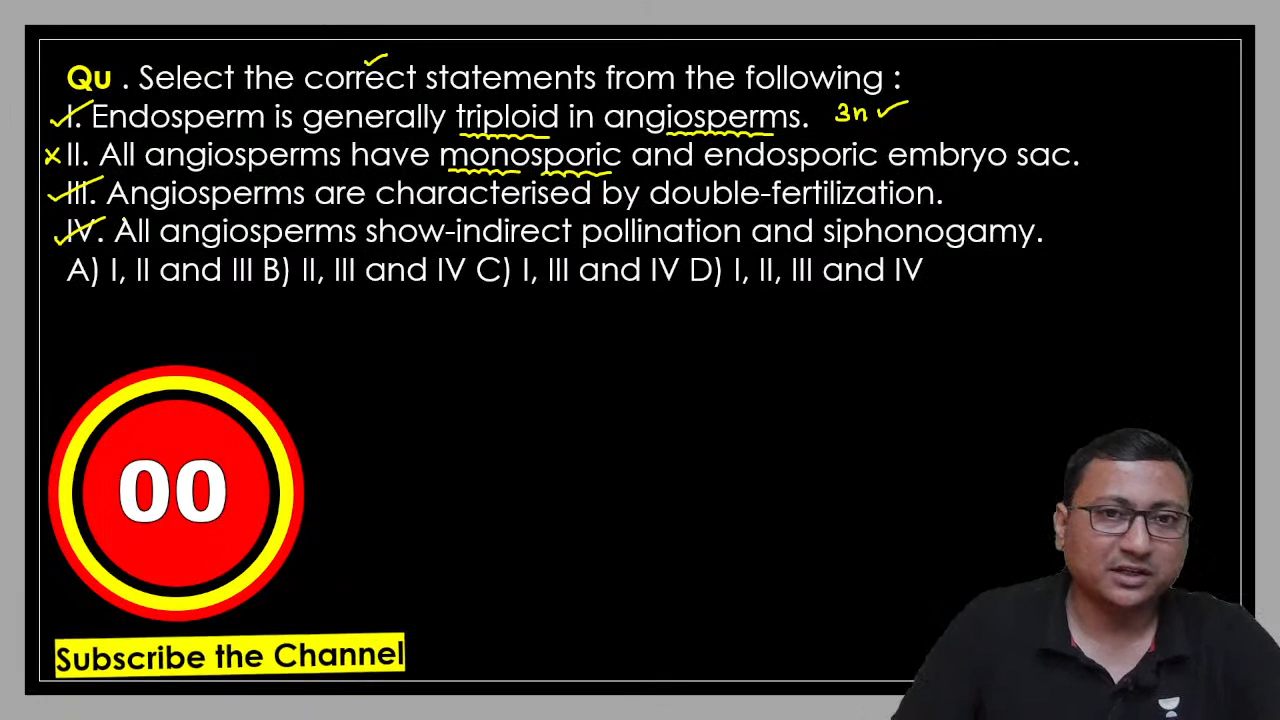 Qu . Select the correct statements from the following :
I. Endosperm is generally triploid in angiosperms. 3n
II. All angiosperms have monosporic and endosporic embryo sac.
III. Angiosperms are characterised by double-fertilization.
IV. All angiosperms show-indirect pollination and siphonogamy.
A) I, II and III B) II, III and IV C) I, III and IV D) I, II, III and IV
00
Subscribe the Channel